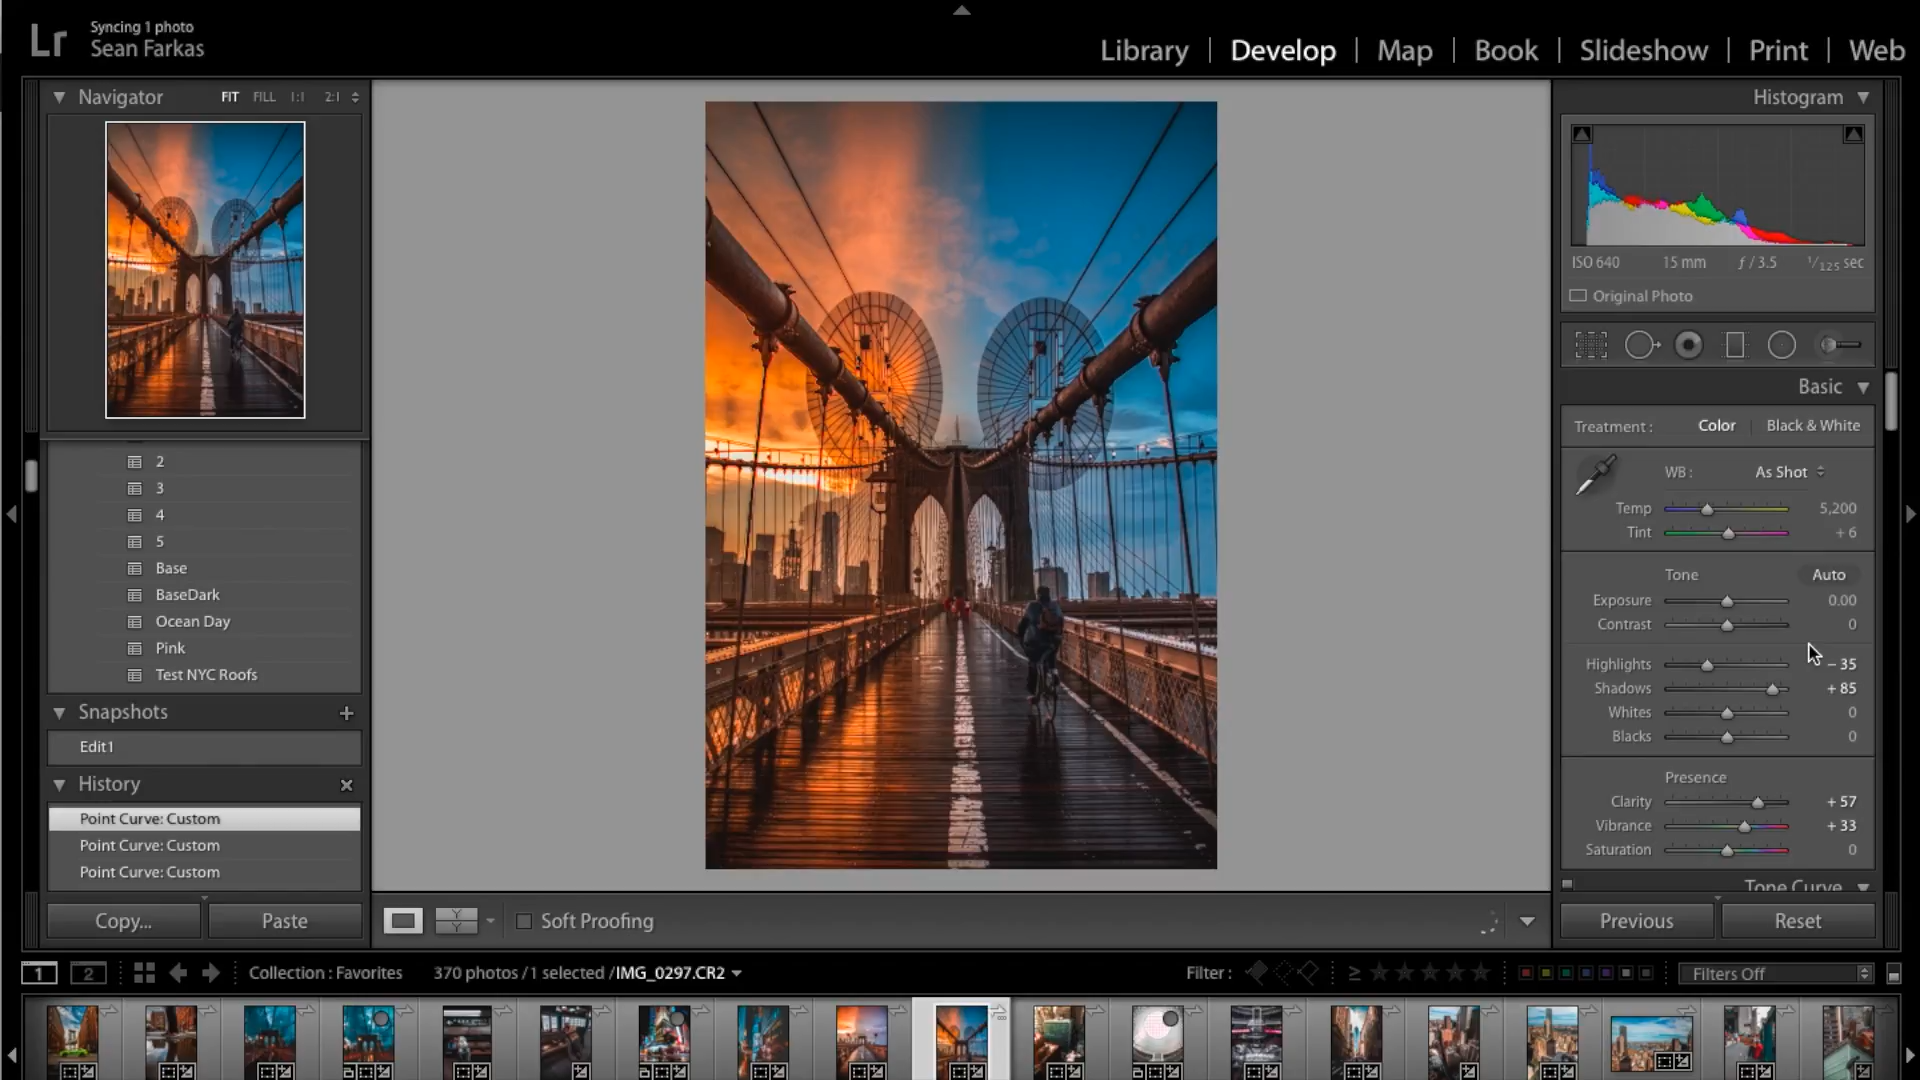 Lr
Syncing 1 photo
Sean Farkas
Library | Develop | Map | Book | Slideshow | Print | Web
Navigator FIT FILL 1:1 2:1
2
3
4
5
Base
BaseDark
Ocean Day
Pink
Test NYC Roofs
Snapshots +
Edit1
History
Point Curve: Custom
Point Curve: Custom
Point Curve: Custom
Copy... Paste
Soft Proofing
Histogram
ISO 640 15 mm ƒ / 3.5 1/125 sec
Original Photo
Basic
Treatment : Color Black & White
WB : As Shot
Temp 5,200
Tint + 6
Tone Auto
Exposure 0.00
Contrast 0
Highlights – 35
Shadows + 85
Whites 0
Blacks 0
Presence
Clarity + 57
Vibrance + 33
Saturation 0
Tone Curve
Previous Reset
1 2 Collection : Favorites 370 photos / 1 selected / IMG_0297.CR2 Filter : ≥ Filters Off